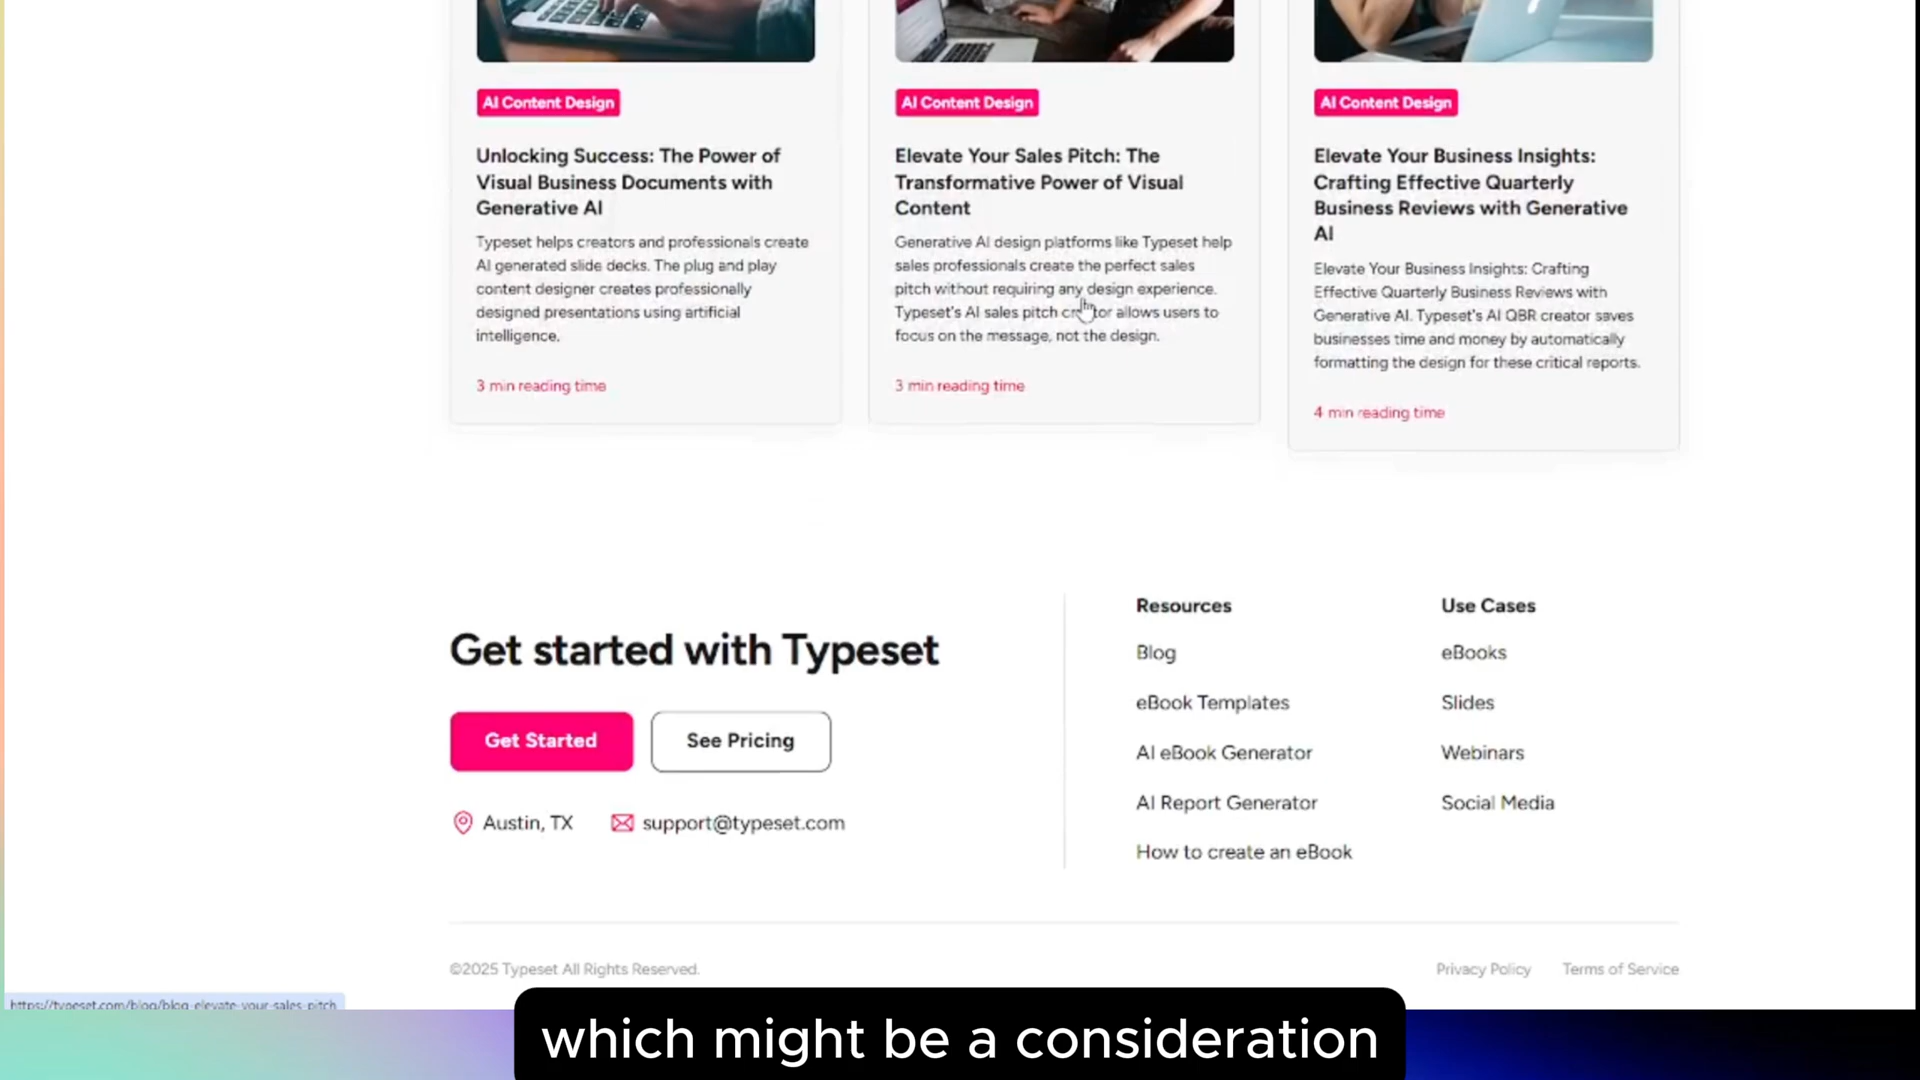 AI Content Design
Unlocking Success: The Power of
Visual Business Documents with
Generative AI
Typeset helps creators and professionals create
AI generated slide decks. The plug and play
content designer creates professionally
designed presentations using artificial
intelligence.
3 min reading time
AI Content Design
Elevate Your Sales Pitch: The
Transformative Power of Visual
Content
Generative AI design platforms like Typeset help
sales professionals create the perfect sales
pitch without requiring any design experience.
Typeset's AI sales pitch creator allows users to
focus on the message, not the design.
3 min reading time
AI Content Design
Elevate Your Business Insights:
Crafting Effective Quarterly
Business Reviews with Generative
AI
Elevate Your Business Insights: Crafting
Effective Quarterly Business Reviews with
Generative AI. Typeset's AI QBR creator saves
businesses time and money by automatically
formatting the design for these critical reports.
4 min reading time
Get started with Typeset
Get Started
See Pricing
Austin, TX
support@typeset.com
Resources
Blog
eBook Templates
AI eBook Generator
AI Report Generator
How to create an eBook
Use Cases
eBooks
Slides
Webinars
Social Media
©2025 Typeset All Rights Reserved.
Privacy Policy
Terms of Service
https://typeset.com/blog/blog-elevate-your-sales-pitch
which might be a consideration